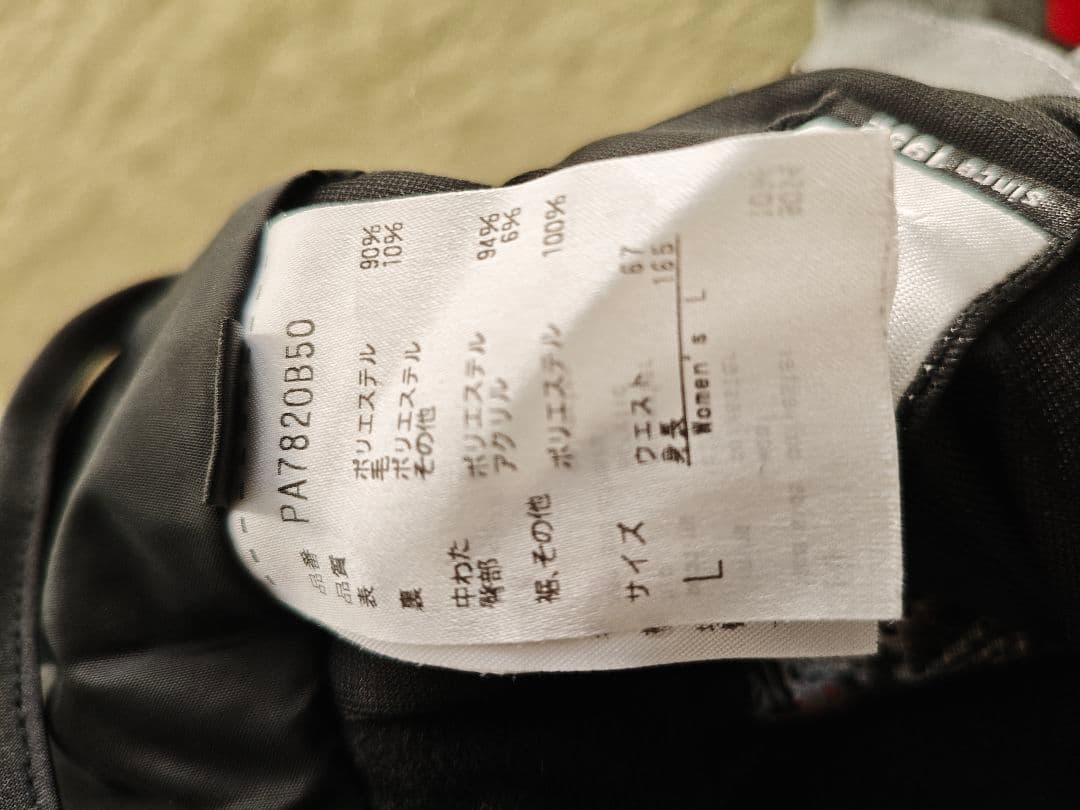 品番 PA7820B50
品質
表 ポリエステル 90%
毛 10%
裏 ポリエステル
その他
中わた
臀部 ポリエステル 94%
アクリル 6%
裾、その他 ポリエステル 100%
サイズ ウエスト 67
身長 165
L Women's L
since